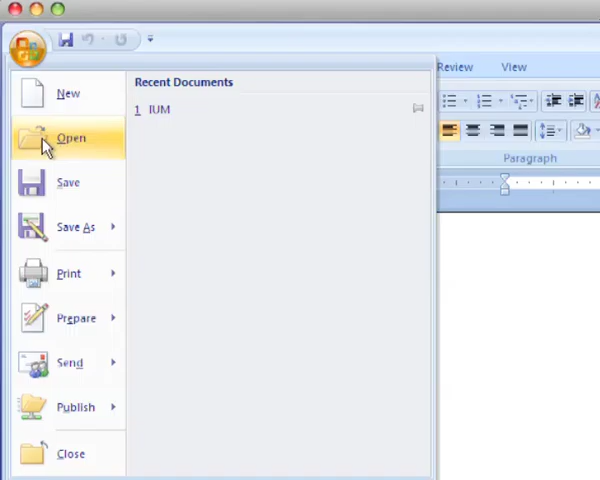 Review View
New
Open
Save
Save As
Print
Prepare
Send
Publish
Close
Recent Documents
1 IUM
Paragraph